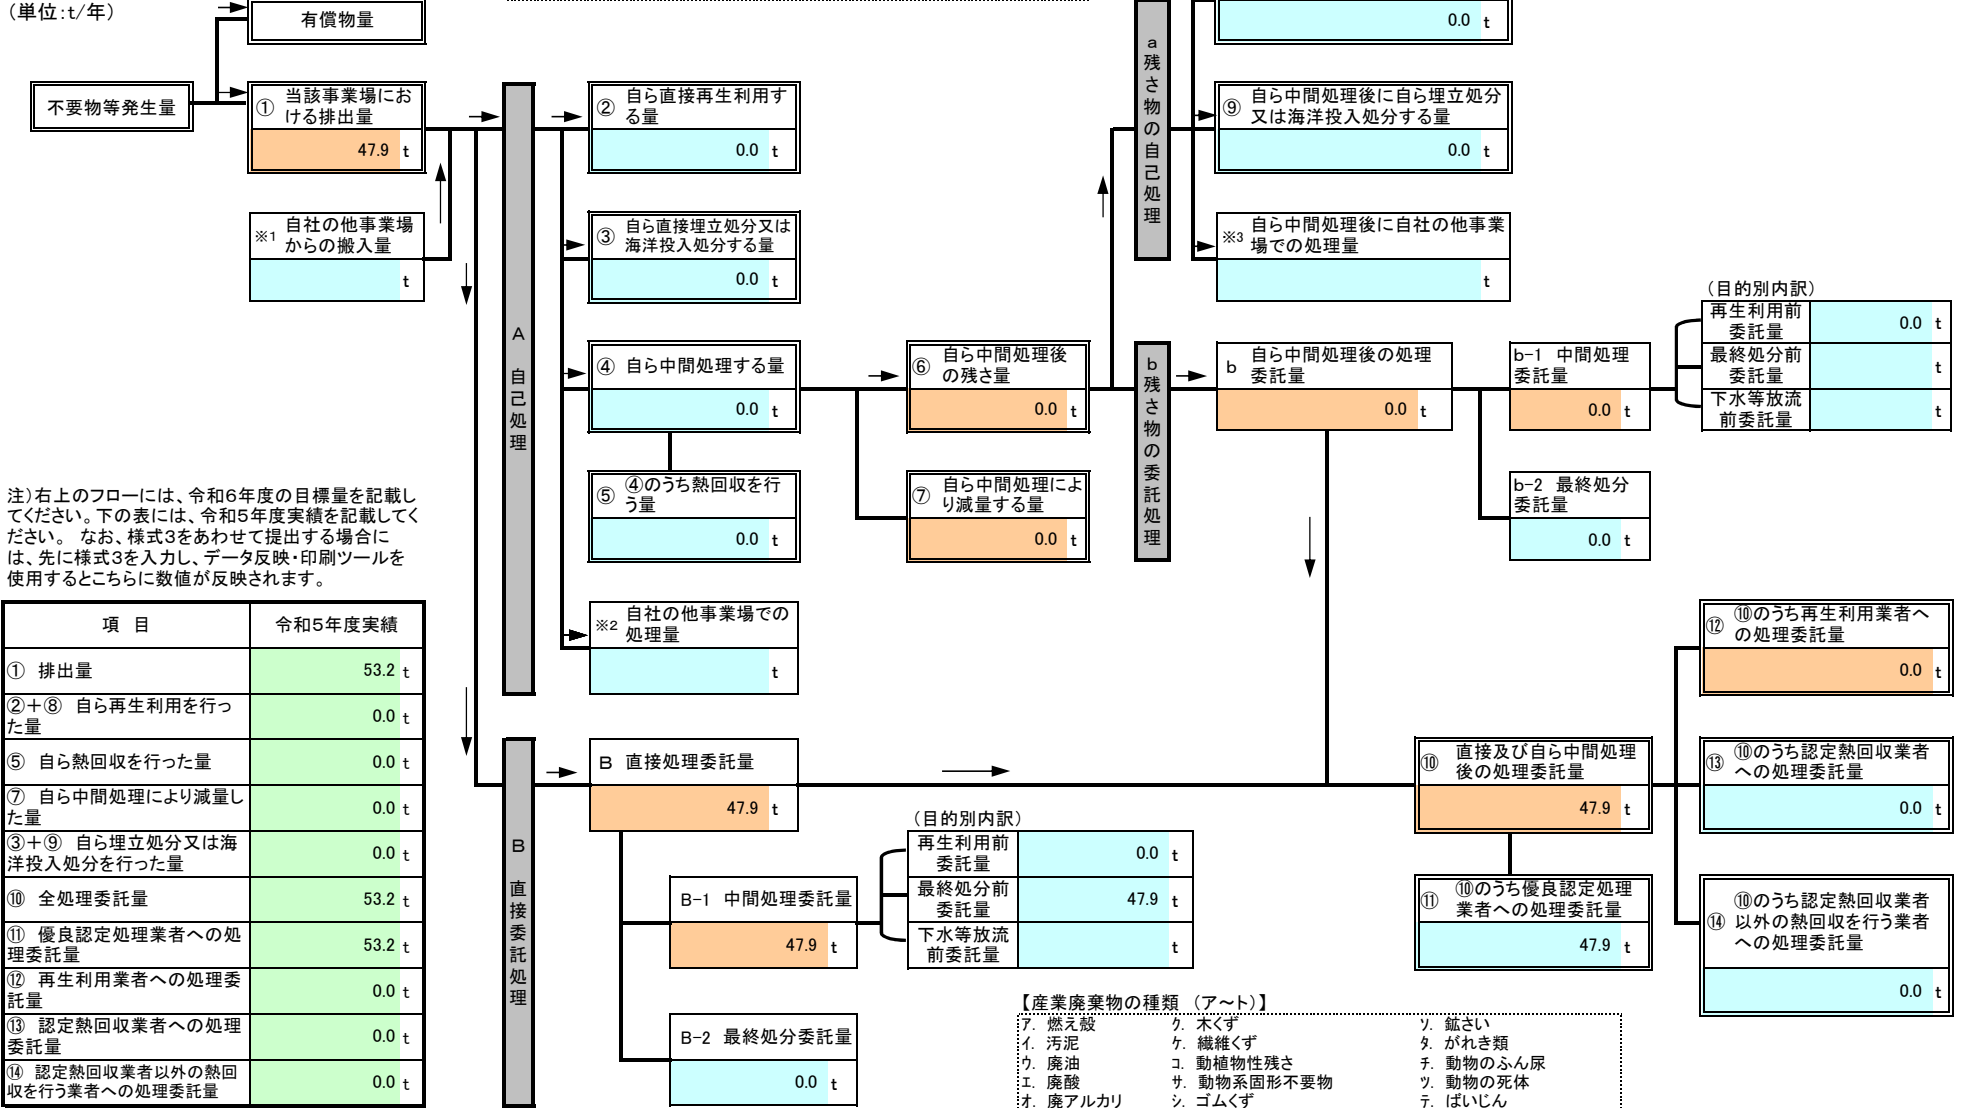 （単位：t/年）
有償物量
不要物等発生量
①
当該事業場にお
ける排出量
47.9 t
※1
自社の他事業場
からの搬入量
t
A
自己処理
②
自ら直接再生利用す
る量
0.0 t
③
自ら直接埋立処分又は
海洋投入処分する量
0.0 t
④ 自ら中間処理する量
0.0 t
⑤
④のうち熱回収を行
う量
0.0 t
※2
自社の他事業場での
処理量
t
⑥
自ら中間処理後
の残さ量
0.0 t
⑦
自ら中間処理によ
り減量する量
0.0 t
a残さ物の自己処理
0.0 t
⑨
自ら中間処理後に自ら埋立処分
又は海洋投入処分する量
0.0 t
※3
自ら中間処理後に自社の他事業
場での処理量
t
b残さ物の委託処理
b
自ら中間処理後の処理
委託量
0.0 t
b-1 中間処理
委託量
0.0 t
（目的別内訳）
再生利用前
委託量
0.0 t
最終処分前
委託量
t
下水等放流
前委託量
t
b-2 最終処分
委託量
0.0 t
注）右上のフローには、令和６年度の目標量を記載し
てください。下の表には、令和５年度実績を記載してく
ださい。 なお、様式３をあわせて提出する場合に
は、先に様式３を入力し、データ反映・印刷ツールを
使用するとこちらに数値が反映されます。
項 目 令和５年度実績
① 排出量 53.2 t
②＋⑧ 自ら再生利用を行っ
た量
0.0 t
⑤ 自ら熱回収を行った量 0.0 t
⑦ 自ら中間処理により減量し
た量
0.0 t
③＋⑨ 自ら埋立処分又は海
洋投入処分を行った量
0.0 t
⑩ 全処理委託量 53.2 t
⑪ 優良認定処理業者への処
理委託量
53.2 t
⑫ 再生利用業者への処理委
託量
0.0 t
⑬ 認定熱回収業者への処理
委託量
0.0 t
⑭ 認定熱回収業者以外の熱回
収を行う業者への処理委託量
0.0 t
B
直接委託処理
B 直接処理委託量
47.9 t
B-1 中間処理委託量
47.9 t
（目的別内訳）
再生利用前
委託量
0.0 t
最終処分前
委託量
47.9 t
下水等放流
前委託量
t
B-2 最終処分委託量
0.0 t
⑩
直接及び自ら中間処理
後の処理委託量
47.9 t
⑪
⑩のうち優良認定処理
業者への処理委託量
47.9 t
⑫
⑩のうち再生利用業者へ
の処理委託量
0.0 t
⑬
⑩のうち認定熱回収業者
への処理委託量
0.0 t
⑭
⑩のうち認定熱回収業者
以外の熱回収を行う業者
への処理委託量
0.0 t
【産業廃棄物の種類 （ア～ト）】
ア. 燃え殻 ク. 木くず ソ. 鉱さい
イ. 汚泥 ケ. 繊維くず タ. がれき類
ウ. 廃油 コ. 動植物性残さ チ. 動物のふん尿
エ. 廃酸 サ. 動物系固形不要物 ツ. 動物の死体
オ. 廃アルカリ シ. ゴムくず テ. ばいじん